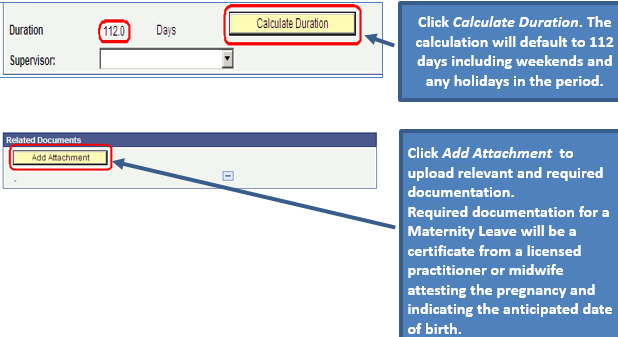 Duration 112.0 Days Calculate Duration
Supervisor:
Click Calculate Duration. The
calculation will default to 112
days including weekends and
any holidays in the period.
Related Documents
Add Attachment
-
Click Add Attachment to
upload relevant and required
documentation.
Required documentation for a
Maternity Leave will be a
certificate from a licensed
practitioner or midwife
attesting the pregnancy and
indicating the anticipated date
of birth.